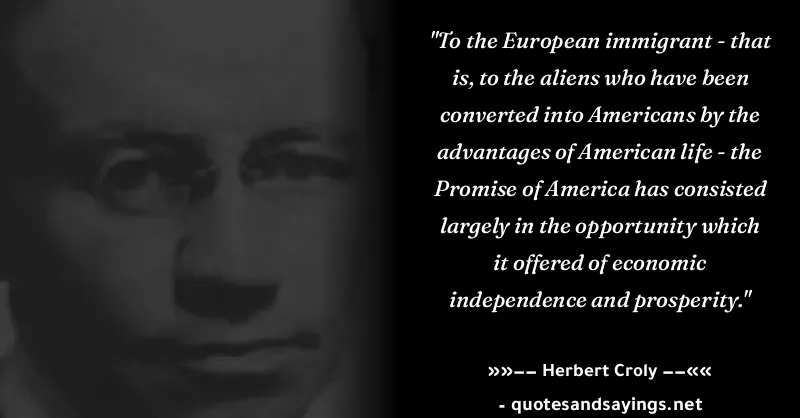 "To the European immigrant - that
is, to the aliens who have been
converted into Americans by the
advantages of American life - the
Promise of America has consisted
largely in the opportunity which
it offered of economic
independence and prosperity."
»»–– Herbert Croly ––««
- quotesandsayings.net